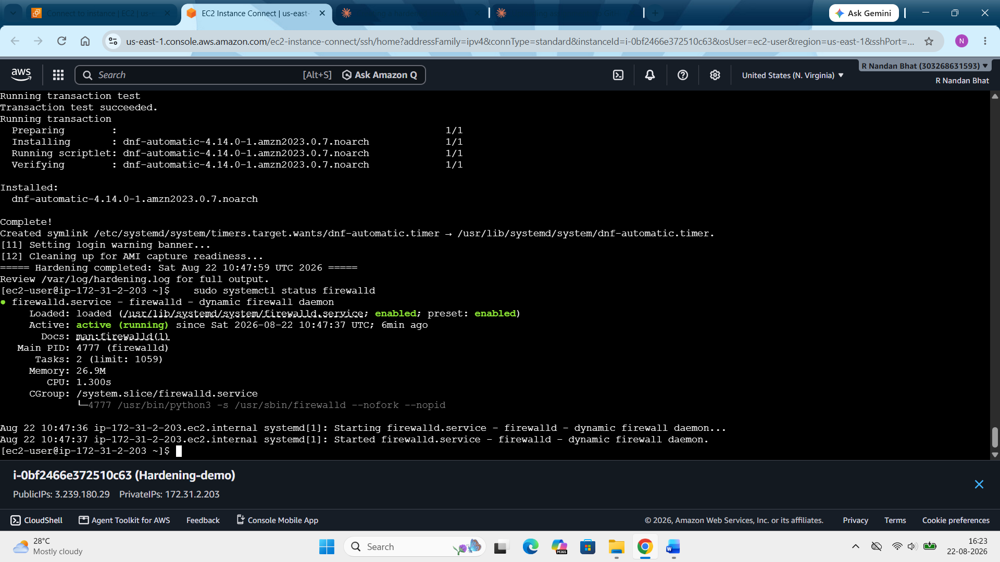 Connect to instance | EC2 | us-e
EC2 Instance Connect | us-east-
Ask Gemini
us-east-1.console.aws.amazon.com/ec2-instance-connect/ssh/home?addressFamily=ipv4&connType=standard&instanceId=i-0bf2466e372510c63&osUser=ec2-user&region=us-east-1&sshPort=...
N
aws
Search
[Alt+S]
Ask Amazon Q
United States (N. Virginia)
R Nandan Bhat (303268631593)
R Nandan Bhat
Running transaction test
Transaction test succeeded.
Running transaction
  Preparing        :                                                        1/1
  Installing       : dnf-automatic-4.14.0-1.amzn2023.0.7.noarch             1/1
  Running scriptlet: dnf-automatic-4.14.0-1.amzn2023.0.7.noarch             1/1
  Verifying        : dnf-automatic-4.14.0-1.amzn2023.0.7.noarch             1/1
Installed:
  dnf-automatic-4.14.0-1.amzn2023.0.7.noarch
Complete!
Created symlink /etc/systemd/system/timers.target.wants/dnf-automatic.timer → /usr/lib/systemd/system/dnf-automatic.timer.
[11] Setting login warning banner...
[12] Cleaning up for AMI capture readiness...
===== Hardening completed: Sat Aug 22 10:47:59 UTC 2026 =====
Review /var/log/hardening.log for full output.
[ec2-user@ip-172-31-2-203 ~]$    sudo systemctl status firewalld
● firewalld.service - firewalld - dynamic firewall daemon
     Loaded: loaded (/usr/lib/systemd/system/firewalld.service; enabled; preset: enabled)
     Active: active (running) since Sat 2026-08-22 10:47:37 UTC; 6min ago
       Docs: man:firewalld(1)
   Main PID: 4777 (firewalld)
      Tasks: 2 (limit: 1059)
     Memory: 26.9M
        CPU: 1.300s
     CGroup: /system.slice/firewalld.service
             └─4777 /usr/bin/python3 -s /usr/sbin/firewalld --nofork --nopid
Aug 22 10:47:36 ip-172-31-2-203.ec2.internal systemd[1]: Starting firewalld.service - firewalld - dynamic firewall daemon...
Aug 22 10:47:37 ip-172-31-2-203.ec2.internal systemd[1]: Started firewalld.service - firewalld - dynamic firewall daemon.
[ec2-user@ip-172-31-2-203 ~]$
i-0bf2466e372510c63 (Hardening-demo)
PublicIPs: 3.239.180.29    PrivateIPs: 172.31.2.203
CloudShell
Agent Toolkit for AWS
Feedback
Console Mobile App
© 2026, Amazon Web Services, Inc. or its affiliates.
Privacy
Terms
Cookie preferences
28°C
Mostly cloudy
Search
M365
W
16:23
22-08-2026